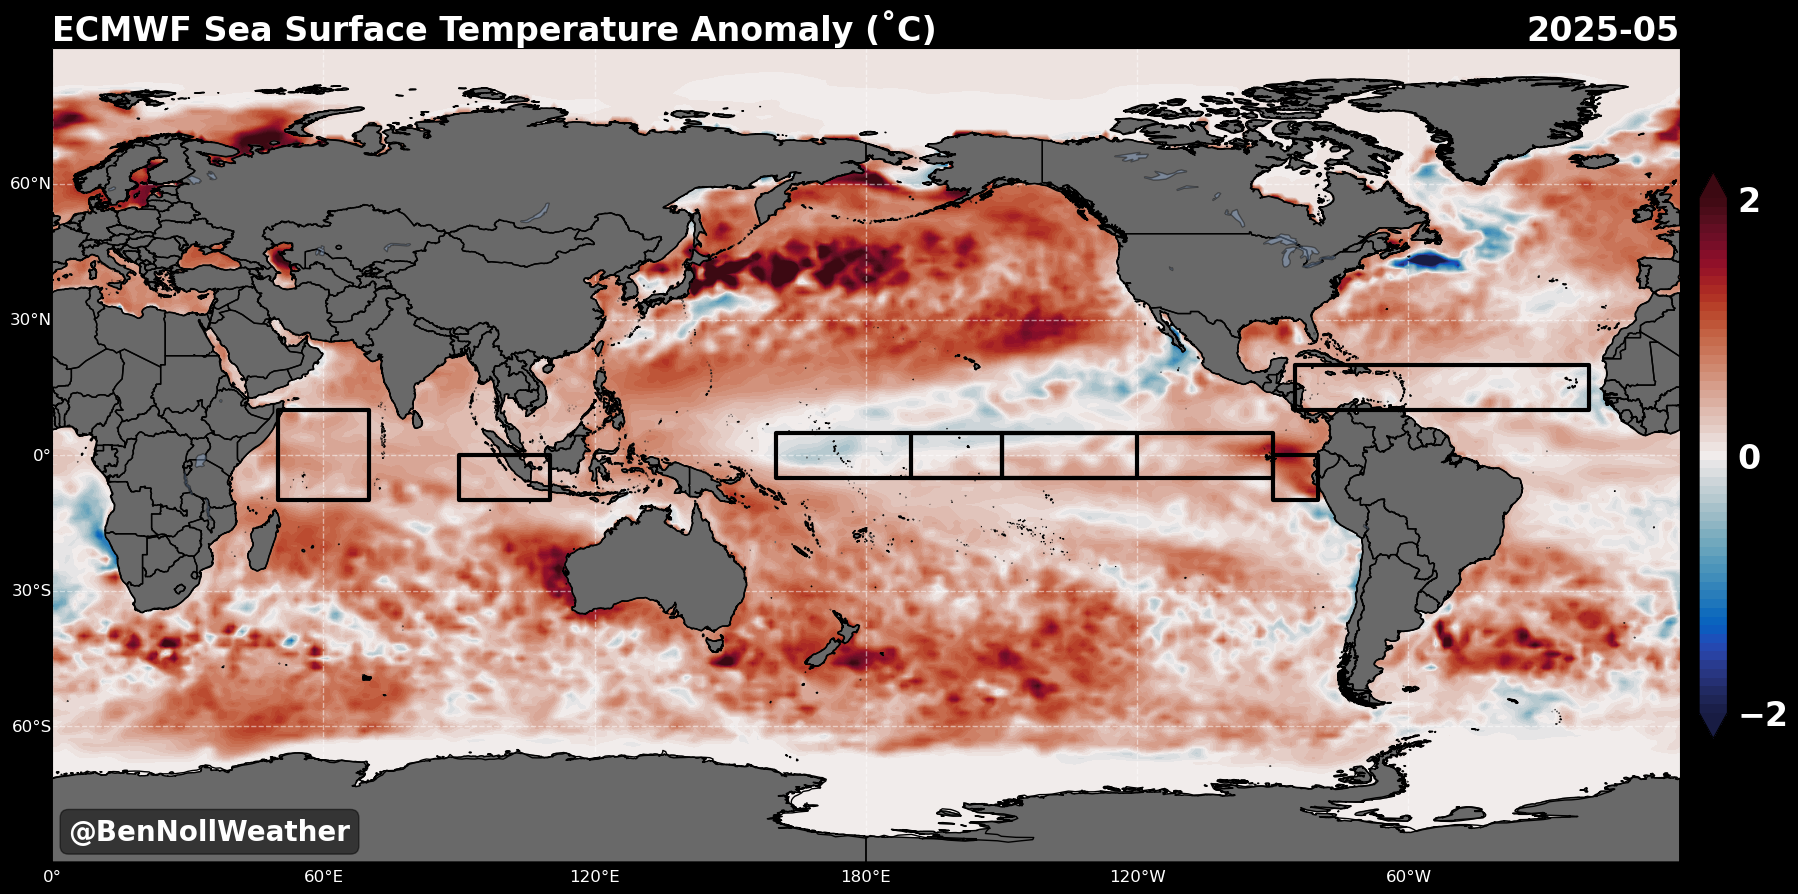 ECMWF Sea Surface Temperature Anomaly (˚C)
2025-05
60°N
30°N
0°
30°S
60°S
0°
60°E
120°E
180°E
120°W
60°W
2
0
−2
@BenNollWeather